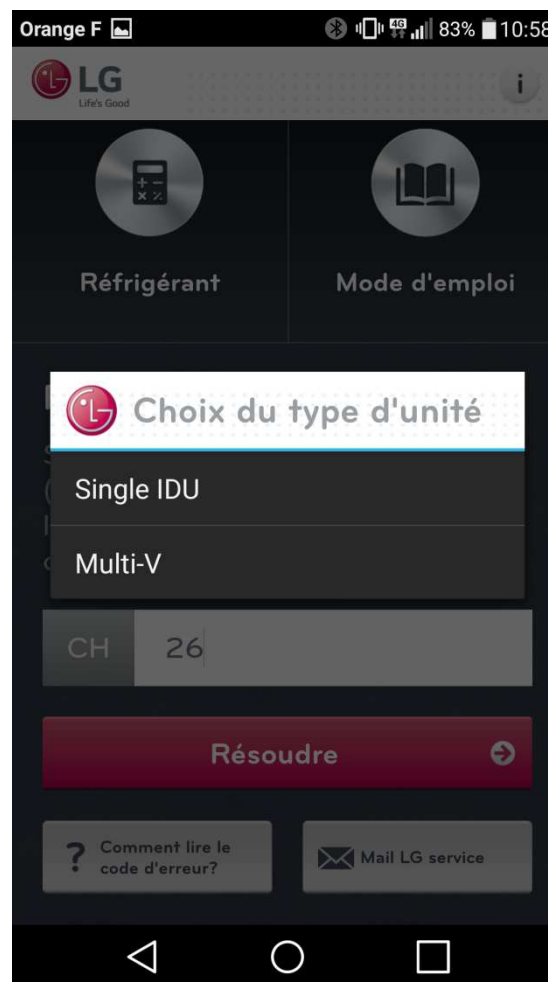 Orange F 4G 83% 10:58
LG
Life's Good
i
Réfrigérant Mode d'emploi
Choix du type d'unité
Single IDU
Multi-V
CH 26
Résoudre
? Comment lire le
code d'erreur?
Mail LG service